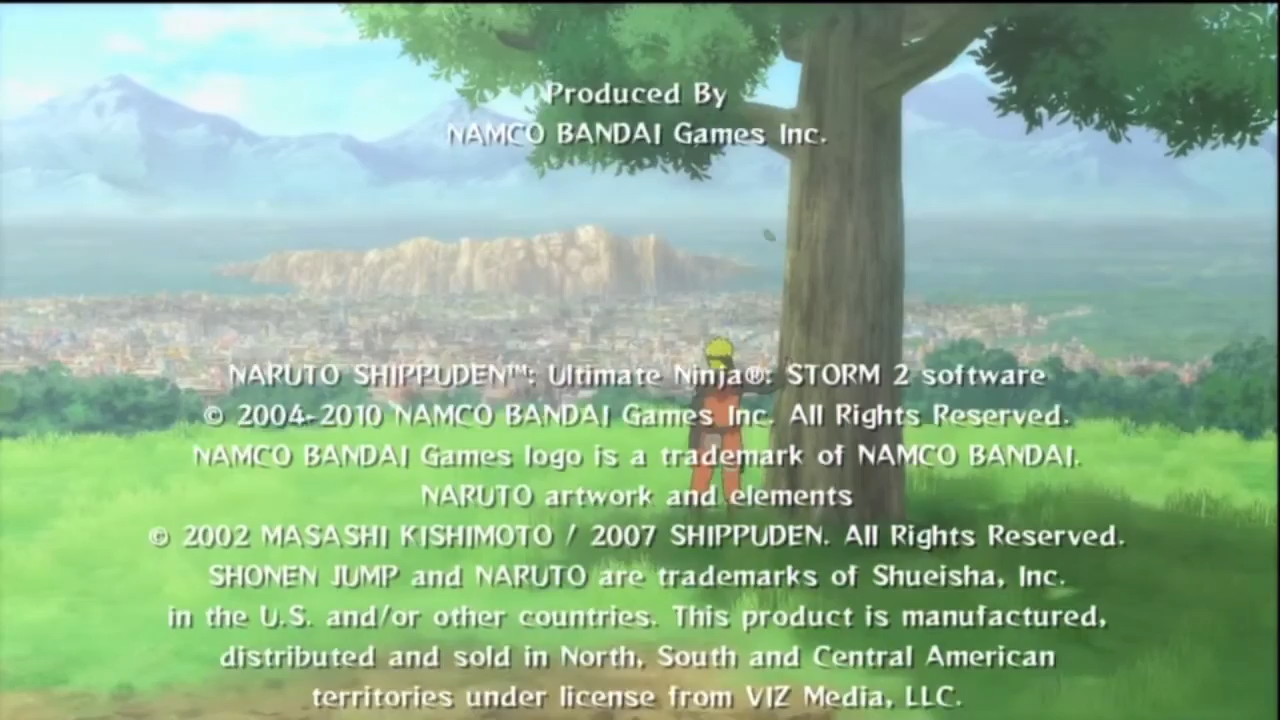 Produced By
NAMCO BANDAI Games Inc.
NARUTO SHIPPUDEN™: Ultimate Ninja®: STORM 2 software
© 2004-2010 NAMCO BANDAI Games Inc. All Rights Reserved.
NAMCO BANDAI Games logo is a trademark of NAMCO BANDAI.
NARUTO artwork and elements
© 2002 MASASHI KISHIMOTO / 2007 SHIPPUDEN. All Rights Reserved.
SHONEN JUMP and NARUTO are trademarks of Shueisha, Inc.
in the U.S. and/or other countries. This product is manufactured,
distributed and sold in North, South and Central American
territories under license from VIZ Media, LLC.